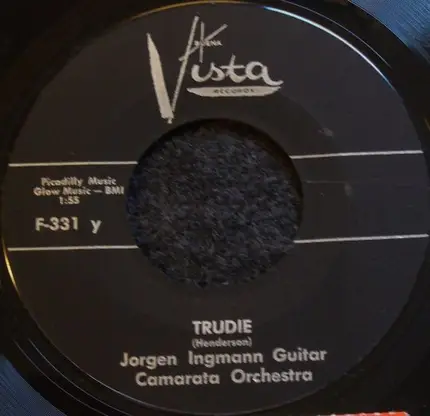 BUENA
Vista
RECORDS
Picadilly Music
Glow Music — BMI
1:55
F-331 y
TRUDIE
(Henderson)
Jorgen Ingmann Guitar
Camarata Orchestra